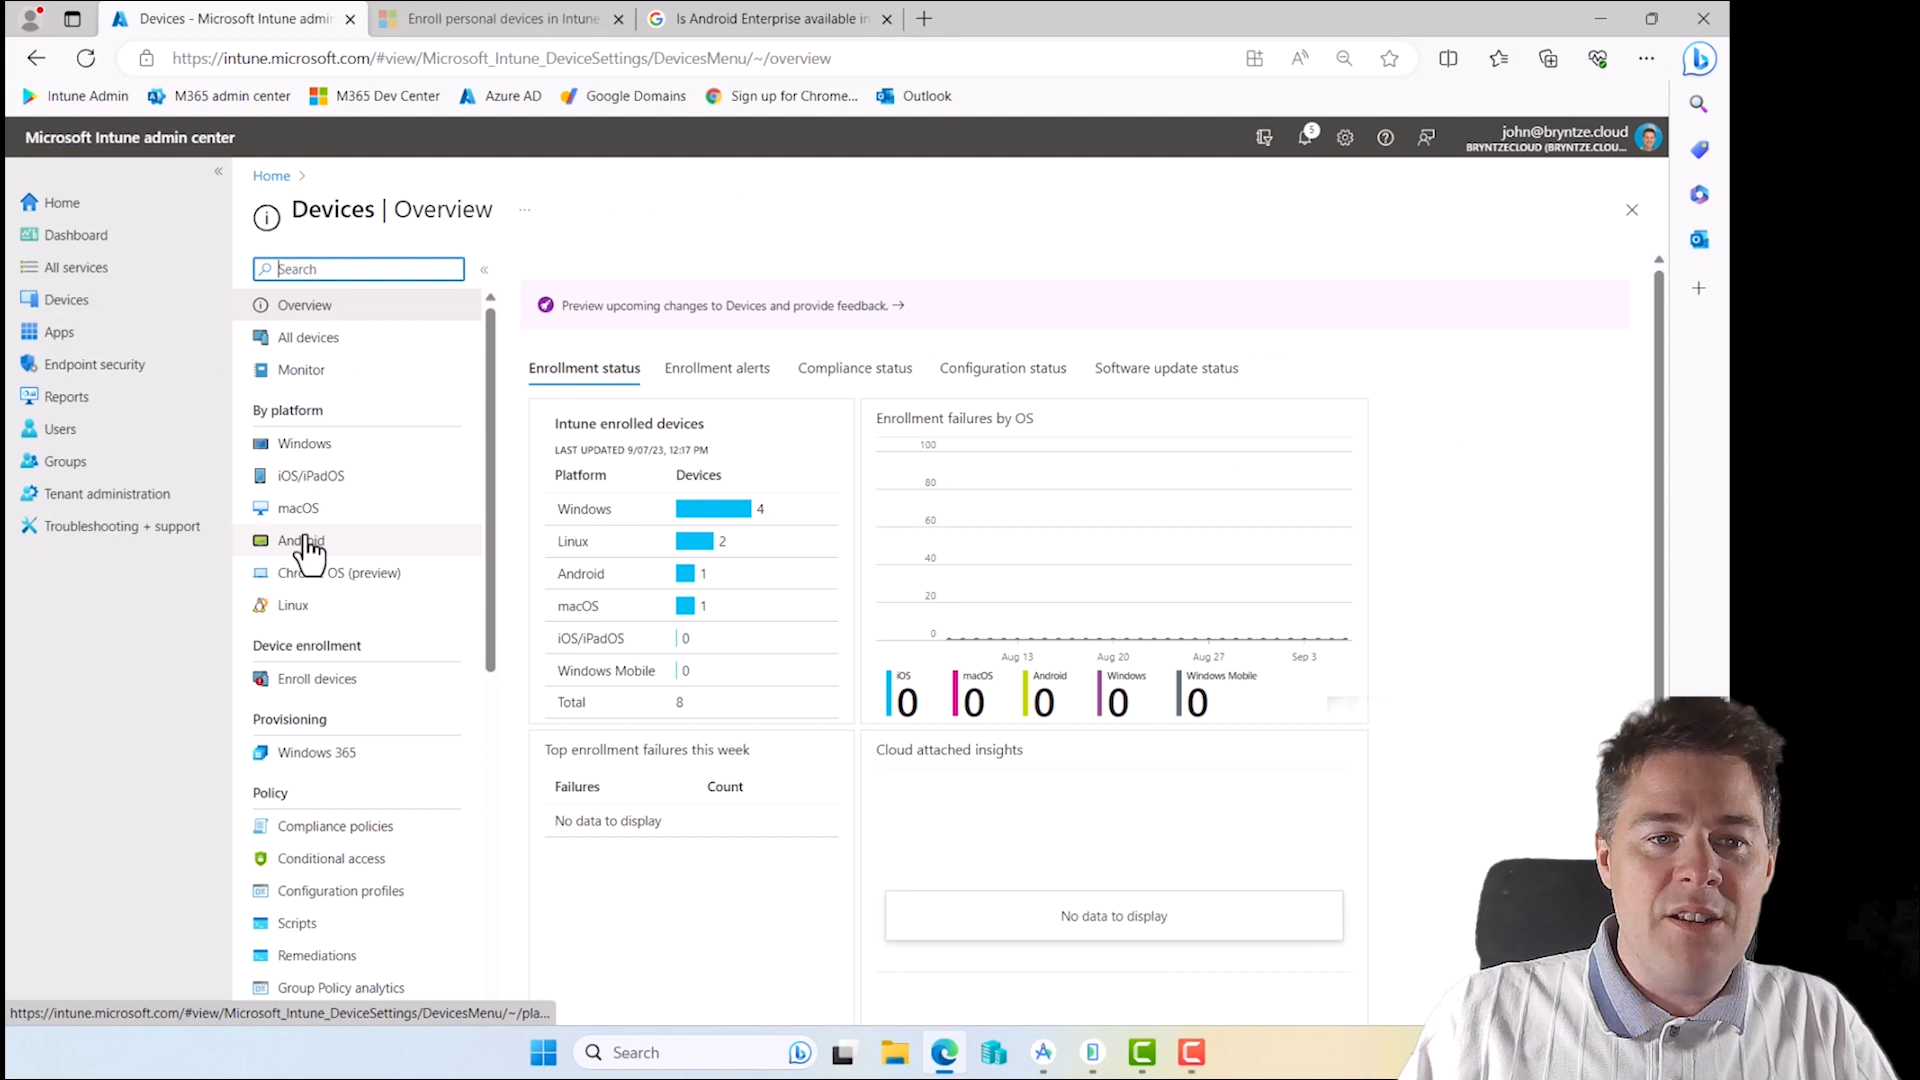 Devices - Microsoft Intune admin
Enroll personal devices in Intune
Is Android Enterprise available in
https://intune.microsoft.com/#view/Microsoft_Intune_DeviceSettings/DevicesMenu/~/overview
Intune Admin
M365 admin center
M365 Dev Center
Azure AD
Google Domains
Sign up for Chrome...
Outlook
Microsoft Intune admin center
5
john@bryntze.cloud
BRYNTZECLOUD (BRYNTZE.CLOU...
Home
Dashboard
All services
Devices
Apps
Endpoint security
Reports
Users
Groups
Tenant administration
Troubleshooting + support
Home
Devices | Overview
Search
Overview
All devices
Monitor
By platform
Windows
iOS/iPadOS
macOS
Android
Chrome OS (preview)
Linux
Device enrollment
Enroll devices
Provisioning
Windows 365
Policy
Compliance policies
Conditional access
Configuration profiles
Scripts
Remediations
Group Policy analytics
Preview upcoming changes to Devices and provide feedback. →
Enrollment status
Enrollment alerts
Compliance status
Configuration status
Software update status
Intune enrolled devices
LAST UPDATED 9/07/23, 12:17 PM
Platform Devices
Windows 4
Linux 2
Android 1
macOS 1
iOS/iPadOS 0
Windows Mobile 0
Total 8
Enrollment failures by OS
100
80
60
40
20
0
Aug 13 Aug 20 Aug 27 Sep 3
iOS macOS Android Windows Windows Mobile
0 0 0 0 0
Top enrollment failures this week
Failures Count
No data to display
Cloud attached insights
No data to display
https://intune.microsoft.com/#view/Microsoft_Intune_DeviceSettings/DevicesMenu/~/pla...
Search